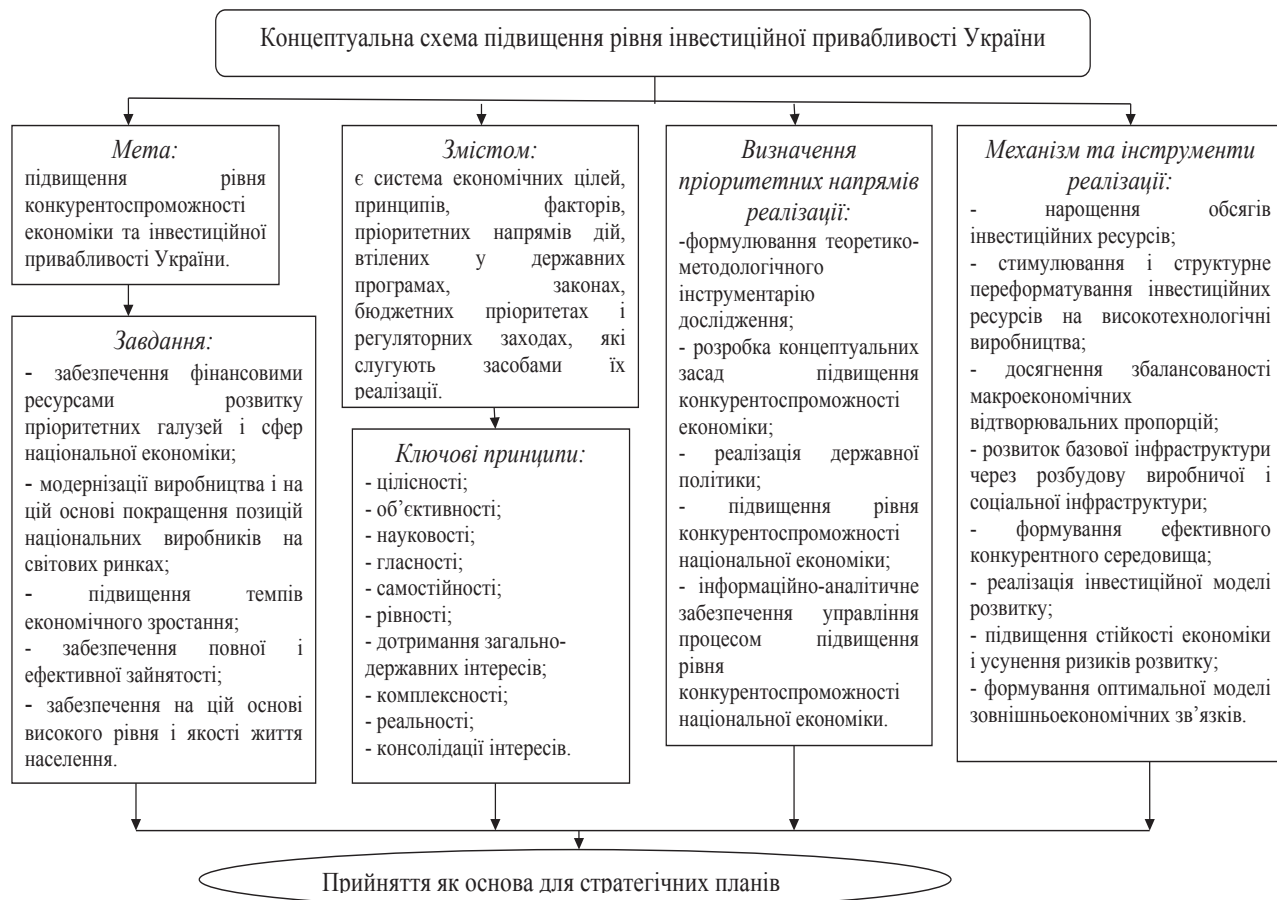 Концептуальна схема підвищення рівня інвестиційної привабливості України
Мета:
підвищення рівня
конкурентоспроможності
економіки та інвестиційної
привабливості України.
Завдання:
- забезпечення фінансовими
ресурсами розвитку
пріоритетних галузей і сфер
національної економіки;
- модернізації виробництва і на
цій основі покращення позицій
національних виробників на
світових ринках;
- підвищення темпів
економічного зростання;
- забезпечення повної і
ефективної зайнятості;
- забезпечення на цій основі
високого рівня і якості життя
населення.
Змістом:
є система економічних цілей,
принципів, факторів,
пріоритетних напрямів дій,
втілених у державних
програмах, законах,
бюджетних пріоритетах і
регуляторних заходах, які
слугують засобами їх
реалізації.
Ключові принципи:
- цілісності;
- об’єктивності;
- науковості;
- гласності;
- самостійності;
- рівності;
- дотримання загально-
державних інтересів;
- комплексності;
- реальності;
- консолідації інтересів.
Визначення
пріоритетних напрямів
реалізації:
-формулювання теоретико-
методологічного
інструментарію
дослідження;
- розробка концептуальних
засад підвищення
конкурентоспроможності
економіки;
- реалізація державної
політики;
- підвищення рівня
конкурентоспроможності
національної економіки;
- інформаційно-аналітичне
забезпечення управління
процесом підвищення
рівня
конкурентоспроможності
національної економіки.
Механізм та інструменти
реалізації:
- нарощення обсягів
інвестиційних ресурсів;
- стимулювання і структурне
переформатування інвестиційних
ресурсів на високотехнологічні
виробництва;
- досягнення збалансованості
макроекономічних
відтворювальних пропорцій;
- розвиток базової інфраструктури
через розбудову виробничої і
соціальної інфраструктури;
- формування ефективного
конкурентного середовища;
- реалізація інвестиційної моделі
розвитку;
- підвищення стійкості економіки
і усунення ризиків розвитку;
- формування оптимальної моделі
зовнішньоекономічних зв’язків.
Прийняття як основа для стратегічних планів